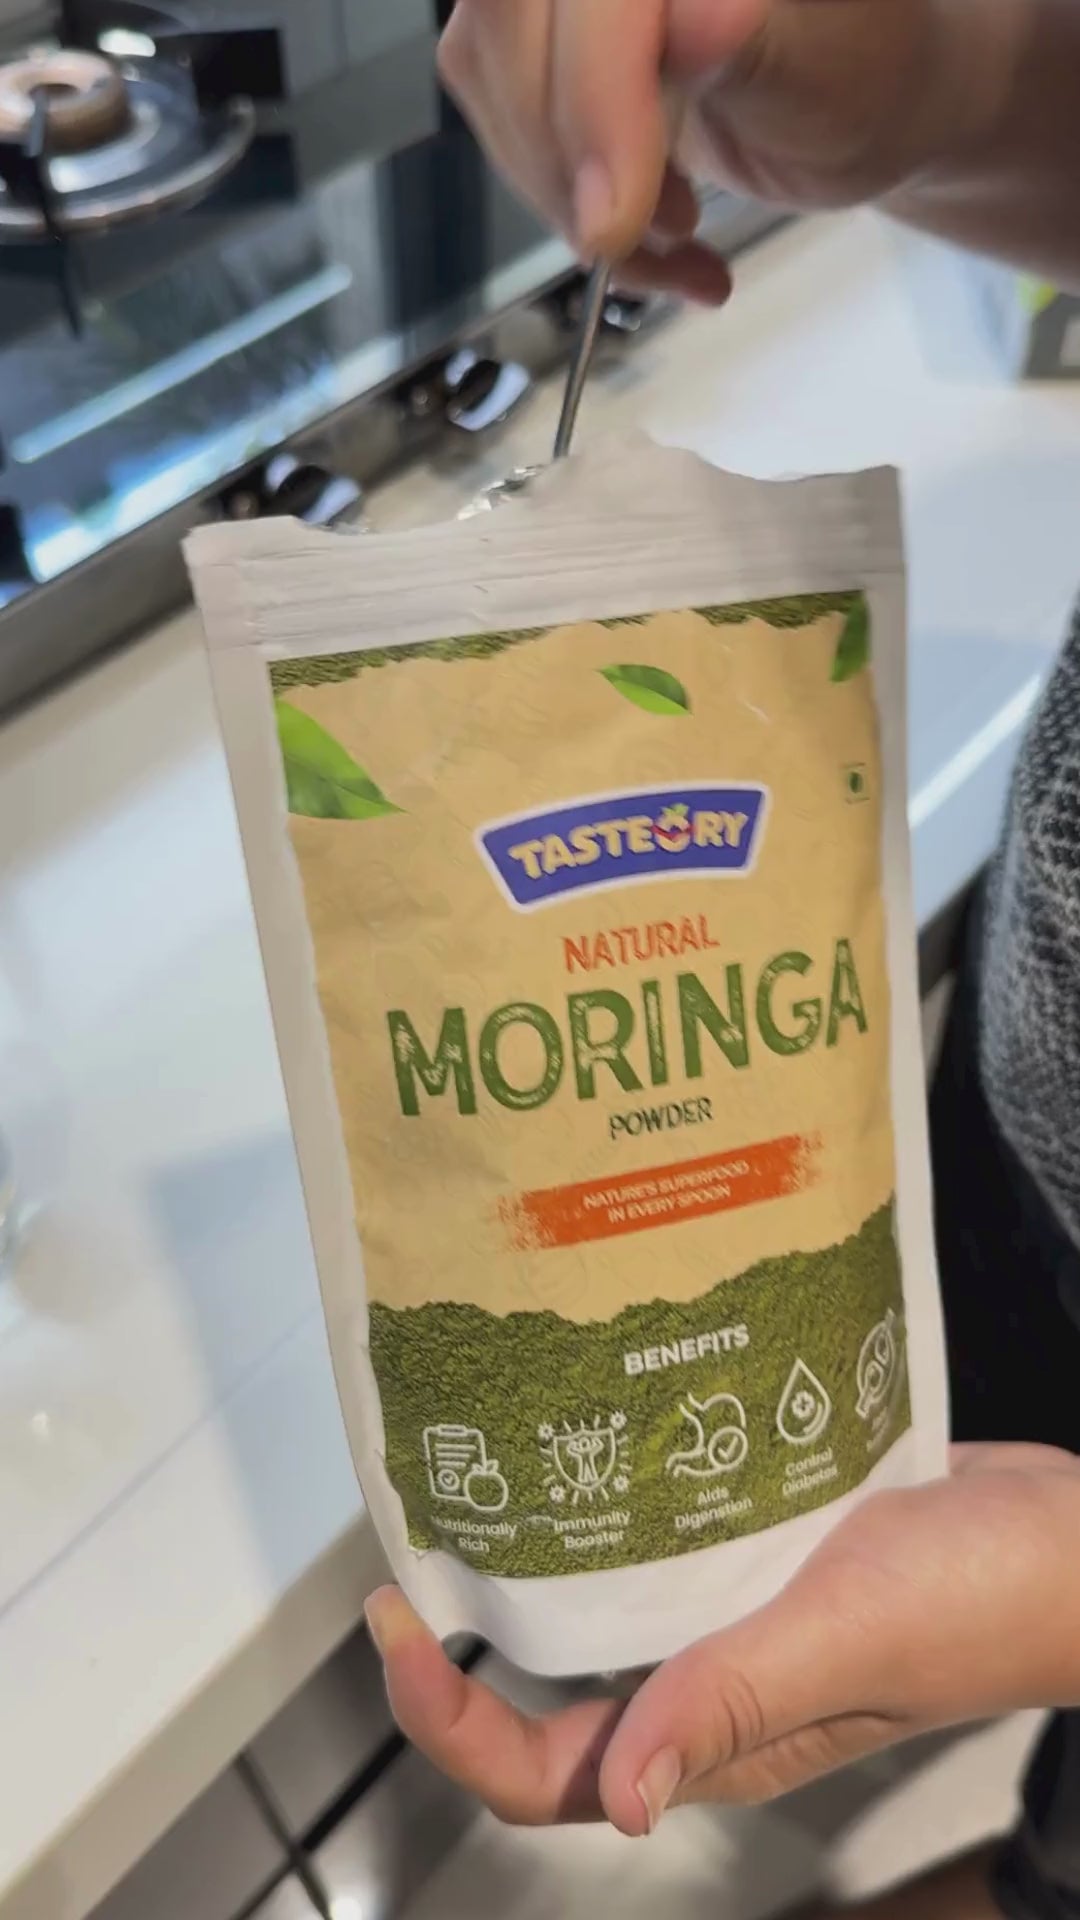 TASTEORY
NATURAL
MORINGA
POWDER
NATURE'S SUPERFOOD
IN EVERY SPOON
BENEFITS
Nutritionally
Rich
Immunity
Booster
Aids
Digenstion
Control
Diabetes